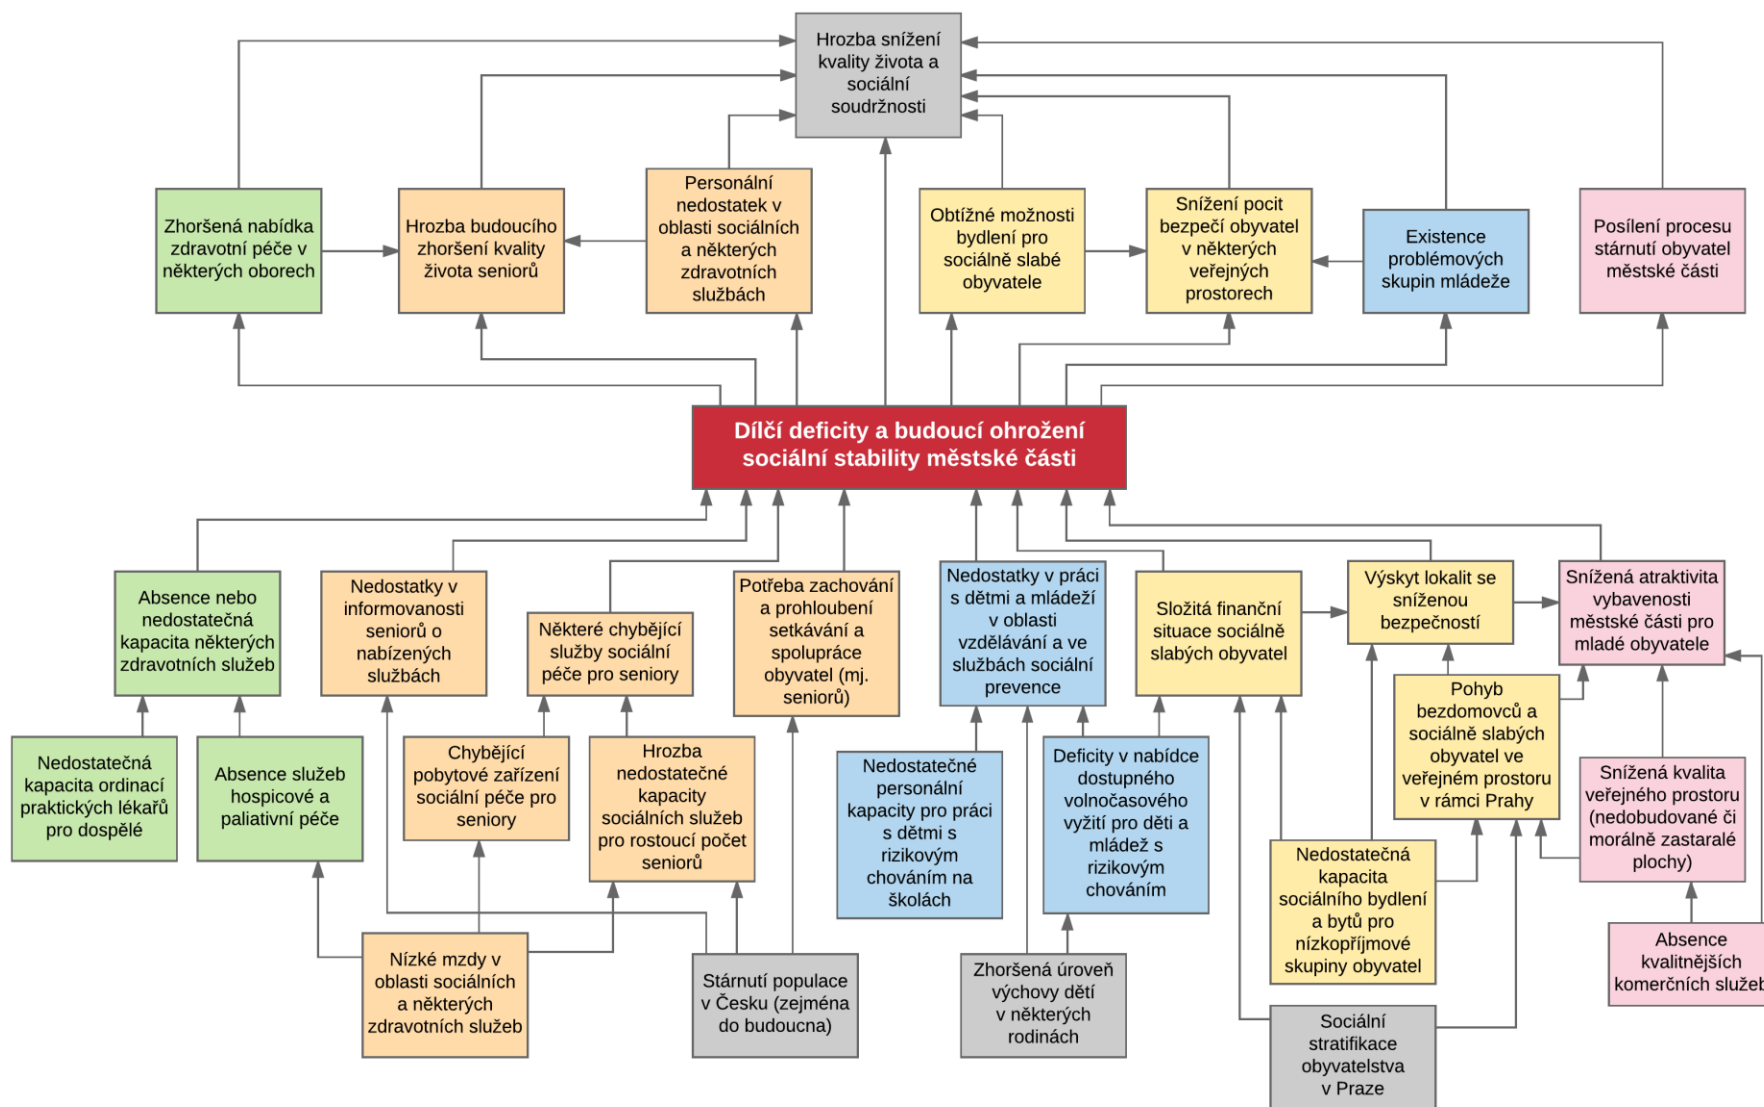 Hrozba snížení
kvality života a
sociální
soudržnosti
Zhoršená nabídka
zdravotní péče v
některých oborech
Hrozba budoucího
zhoršení kvality
života seniorů
Personální
nedostatek v
oblasti sociálních
a některých
zdravotních
službách
Obtížné možnosti
bydlení pro
sociálně slabé
obyvatele
Snížení pocit
bezpečí obyvatel
v některých
veřejných
prostorech
Existence
problémových
skupin mládeže
Posílení procesu
stárnutí obyvatel
městské části
Dílčí deficity a budoucí ohrožení
sociální stability městské části
Absence nebo
nedostatečná
kapacita některých
zdravotních služeb
Nedostatky v
informovanosti
seniorů o
nabízených
službách
Některé chybějící
služby sociální
péče pro seniory
Potřeba zachování
a prohloubení
setkávání a
spolupráce
obyvatel (mj.
seniorů)
Nedostatky v práci
s dětmi a mládeží
v oblasti
vzdělávání a ve
službách sociální
prevence
Složitá finanční
situace sociálně
slabých obyvatel
Výskyt lokalit se
sníženou
bezpečností
Snížená atraktivita
vybavenosti
městské části pro
mladé obyvatele
Nedostatečná
kapacita ordinací
praktických lékařů
pro dospělé
Absence služeb
hospicové a
paliativní péče
Chybějící
pobytové zařízení
sociální péče pro
seniory
Hrozba
nedostatečné
kapacity
sociálních služeb
pro rostoucí počet
seniorů
Nedostatečné
personální
kapacity pro práci
s dětmi s
rizikovým
chováním na
školách
Deficity v nabídce
dostupného
volnočasového
vyžití pro děti a
mládež s
rizikovým
chováním
Nedostatečná
kapacita
sociálního bydlení
a bytů pro
nízkopříjmové
skupiny obyvatel
Pohyb
bezdomovců a
sociálně slabých
obyvatel ve
veřejném prostoru
v rámci Prahy
Snížená kvalita
veřejného prostoru
(nedobudované či
morálně zastaralé
plochy)
Nízké mzdy v
oblasti sociálních
a některých
zdravotních služeb
Stárnutí populace
v Česku (zejména
do budoucna)
Zhoršená úroveň
výchovy dětí
v některých
rodinách
Sociální
stratifikace
obyvatelstva
v Praze
Absence
kvalitnějších
komerčních služeb